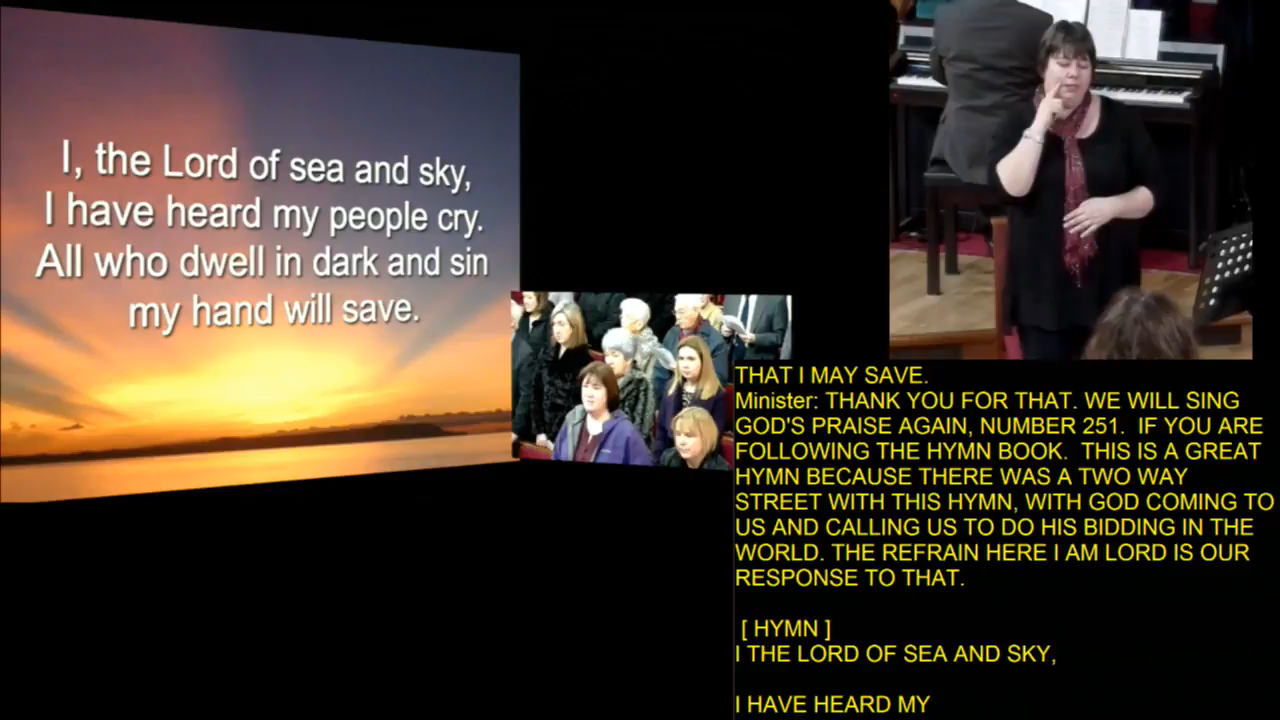 I, the Lord of sea and sky,
I have heard my people cry.
All who dwell in dark and sin
my hand will save.
THAT I MAY SAVE.
Minister: THANK YOU FOR THAT. WE WILL SING
GOD'S PRAISE AGAIN, NUMBER 251.  IF YOU ARE
FOLLOWING THE HYMN BOOK.  THIS IS A GREAT
HYMN BECAUSE THERE WAS A TWO WAY
STREET WITH THIS HYMN, WITH GOD COMING TO
US AND CALLING US TO DO HIS BIDDING IN THE
WORLD. THE REFRAIN HERE I AM LORD IS OUR
RESPONSE TO THAT.
[ HYMN ]
I THE LORD OF SEA AND SKY,
I HAVE HEARD MY